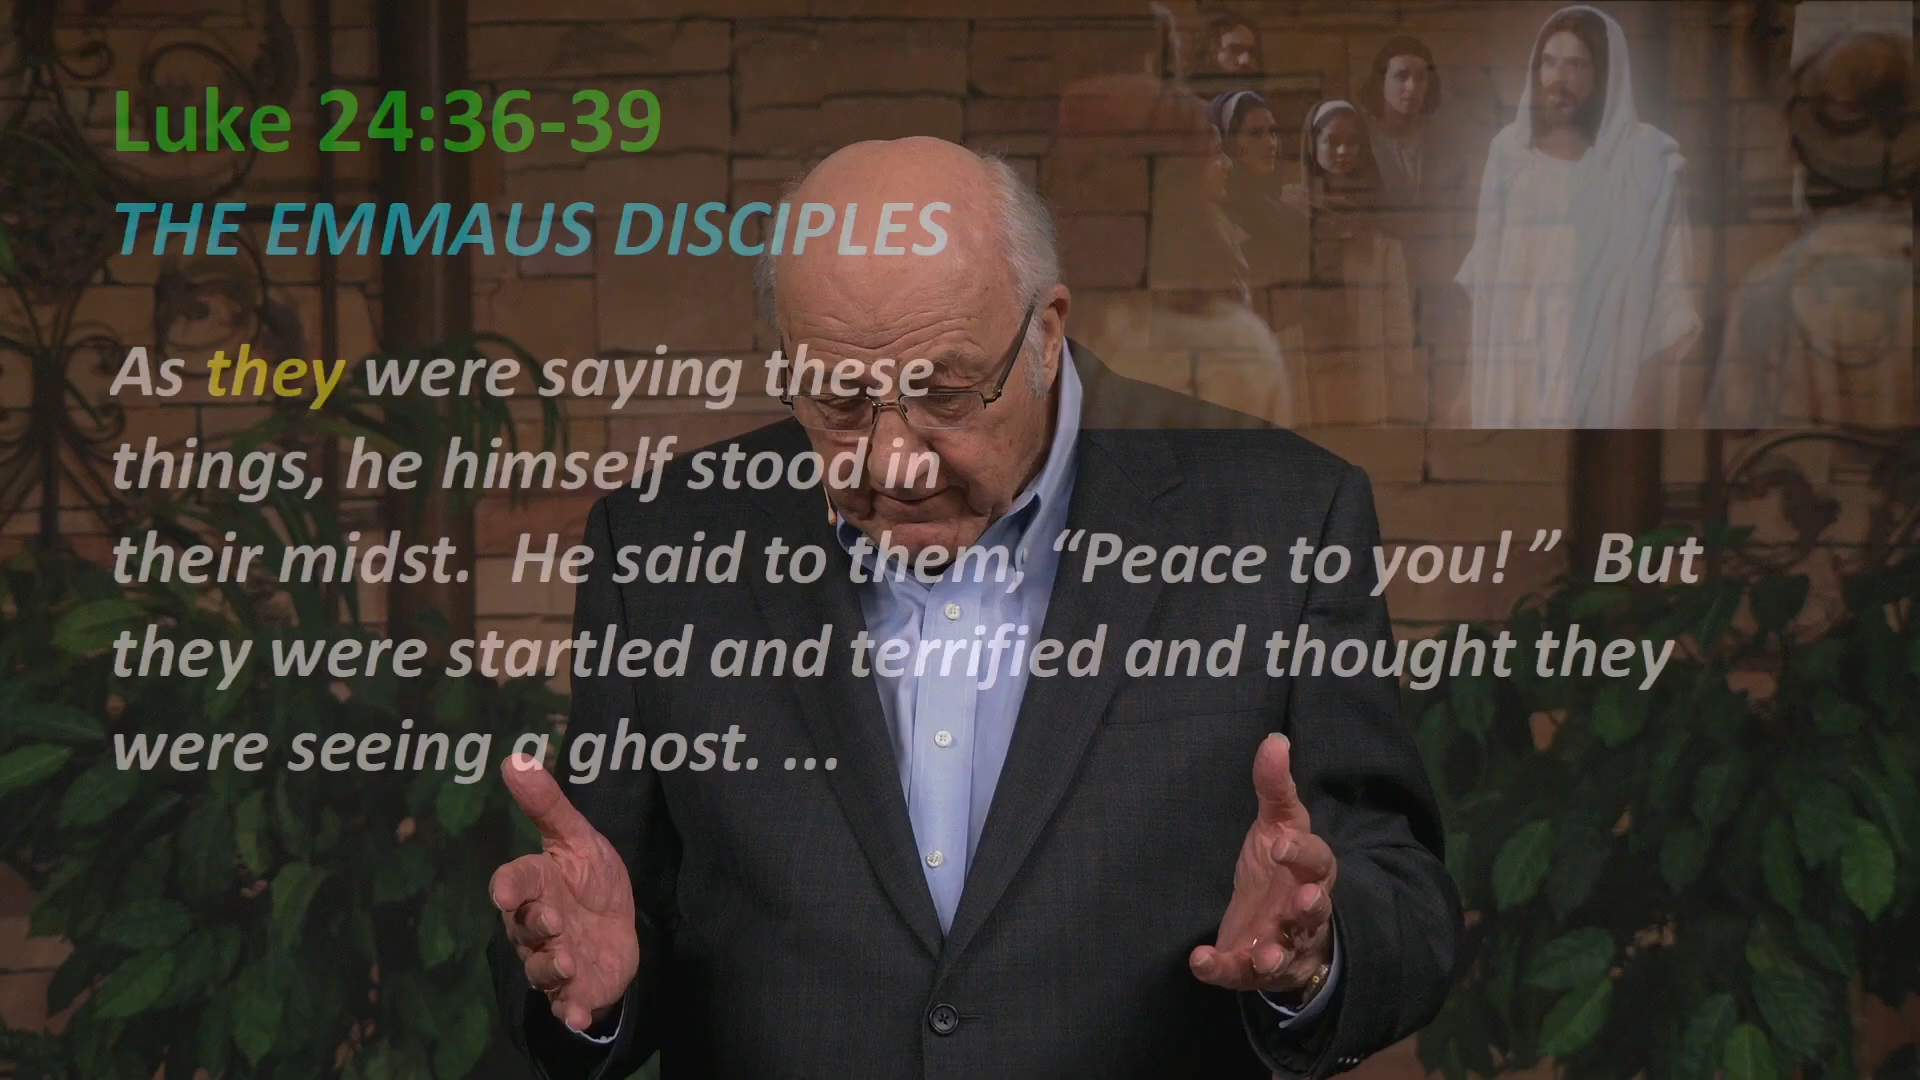 Luke 24:36-39
THE EMMAUS DISCIPLES
As they were saying these
things, he himself stood in
their midst.  He said to them, “Peace to you! ”  But
they were startled and terrified and thought they
were seeing a ghost. ...